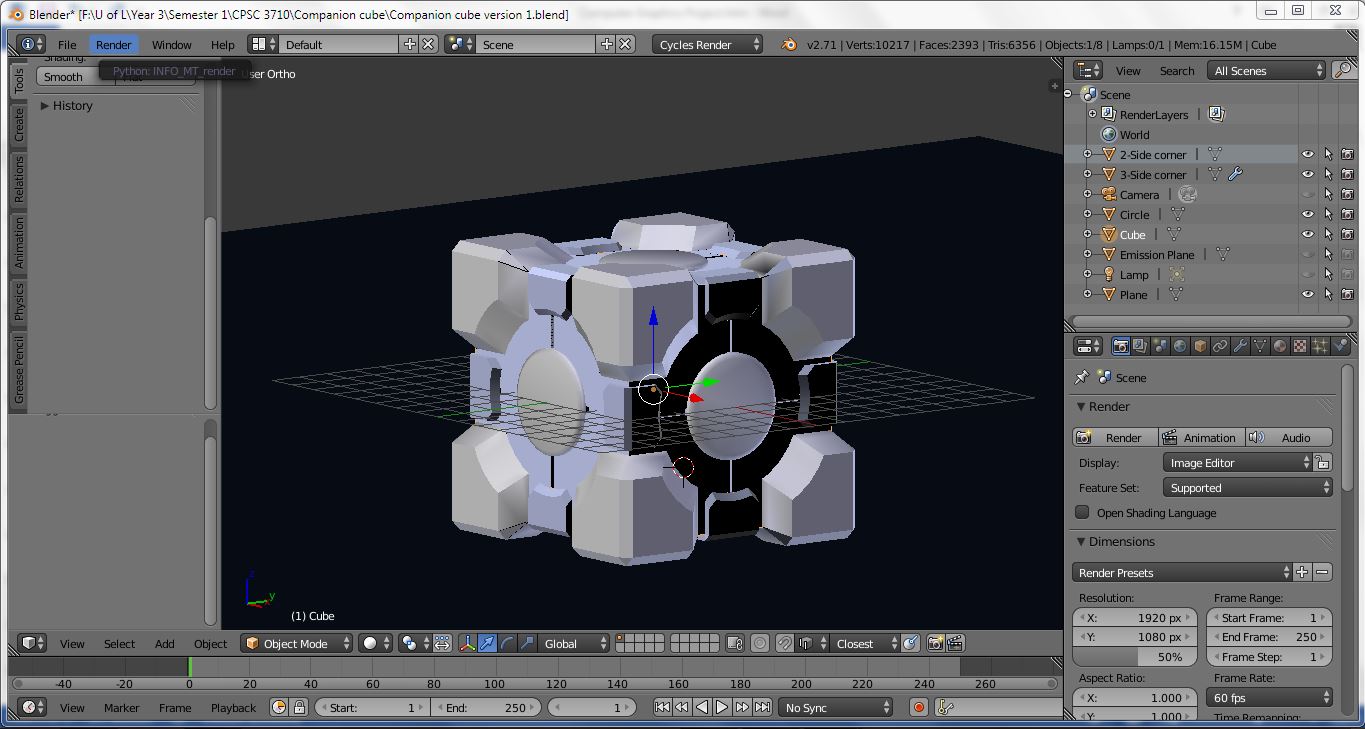 Blender* [F:\U of L\Year 3\Semester 1\CPSC 3710\Companion cube\Companion cube version 1.blend]
File Render Window Help Default Scene Cycles Render v2.71 | Verts:10217 | Faces:2393 | Tris:6356 | Objects:1/8 | Lamps:0/1 | Mem:16.15M | Cube
Python: INFO_MT_render
User Ortho
Shading:
Smooth
History
Tools
Create
Relations
Animation
Physics
Grease Pencil
z
y
(1) Cube
View Search All Scenes
Scene
RenderLayers |
World
2-Side corner |
3-Side corner |
Camera |
Circle |
Cube |
Emission Plane |
Lamp |
Plane |
Scene
Render
Render Animation Audio
Display: Image Editor
Feature Set: Supported
Open Shading Language
Dimensions
Render Presets
Resolution: Frame Range:
X: 1920 px Start Frame: 1
Y: 1080 px End Frame: 250
50% Frame Step: 1
Aspect Ratio: Frame Rate:
X: 1.000 60 fps
Y: 1.000 Time Remapping:
View Select Add Object Object Mode Global Closest
-40 -20 0 20 40 60 80 100 120 140 160 180 200 220 240 260
View Marker Frame Playback Start: 1 End: 250 1 No Sync